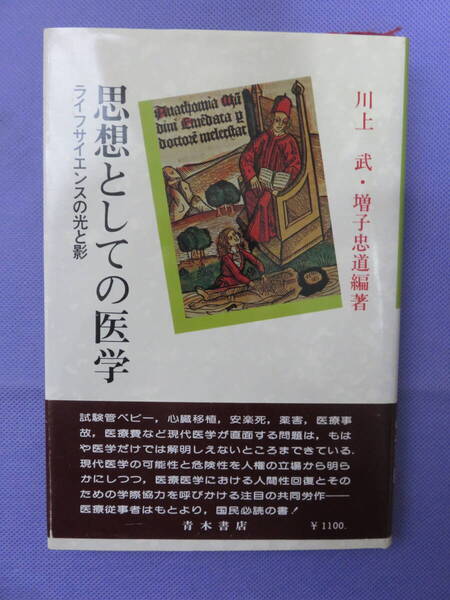 思想としての医学
ライフサイエンスの光と影
川上 武・増子忠道編著
Anathomia Mū
dini Emēdata p
doctorē melerstat
試験管ベビー，心臓移植，安楽死，薬害，医療事
故，医療費など現代医学が直面する問題は，もは
や医学だけでは解明しえないところまできている．
現代医学の可能性と危険性を人権の立場から明ら
かにしつつ，医療医学における人間性回復とそ
のための学際協力を呼びかける注目の共同労作――
医療従事者はもとより，国民必読の書！
青木書店
￥1100.